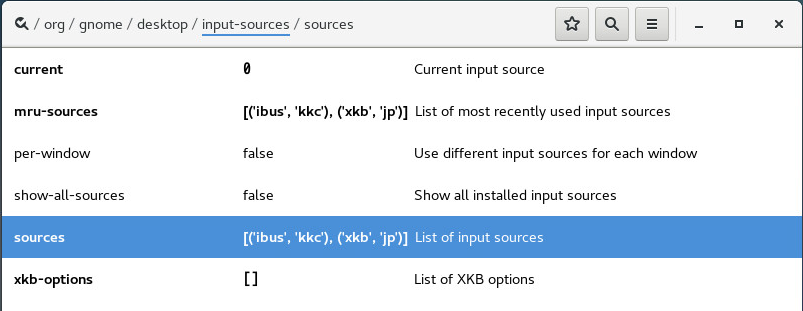 / org / gnome / desktop / input-sources / sources
current 0 Current input source
mru-sources [('ibus', 'kkc'), ('xkb', 'jp')] List of most recently used input sources
per-window false Use different input sources for each window
show-all-sources false Show all installed input sources
sources [('ibus', 'kkc'), ('xkb', 'jp')] List of input sources
xkb-options [] List of XKB options